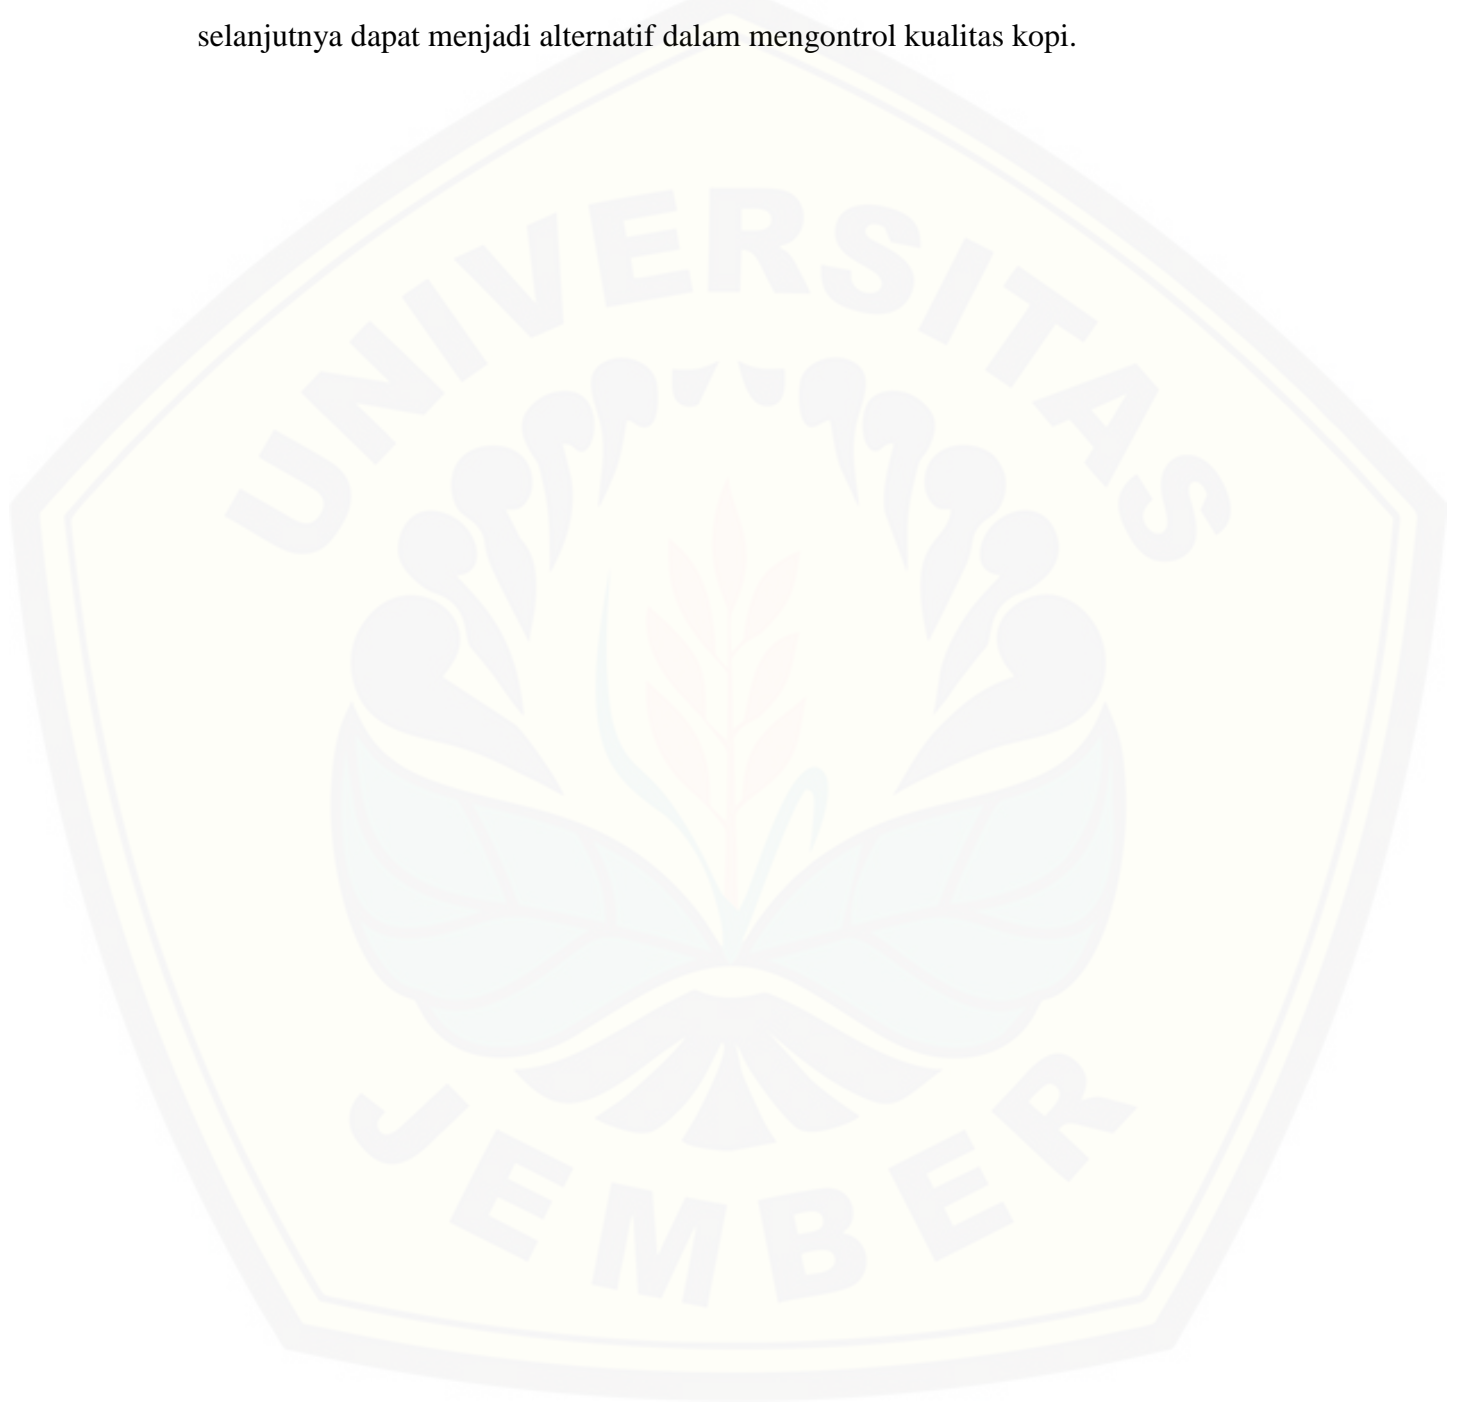 selanjutnya dapat menjadi alternatif dalam mengontrol kualitas kopi.
UNIVERSITAS
JEMBER